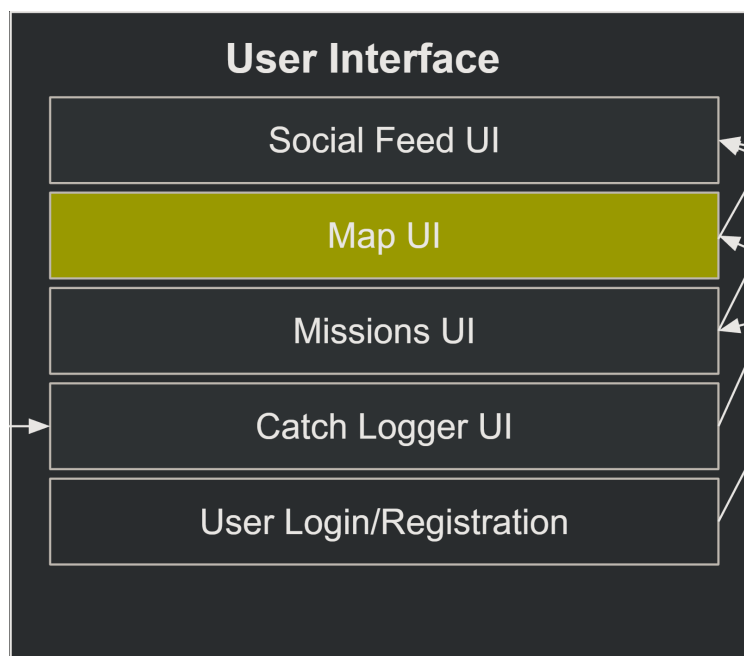 User Interface
Social Feed UI
Map UI
Missions UI
Catch Logger UI
User Login/Registration